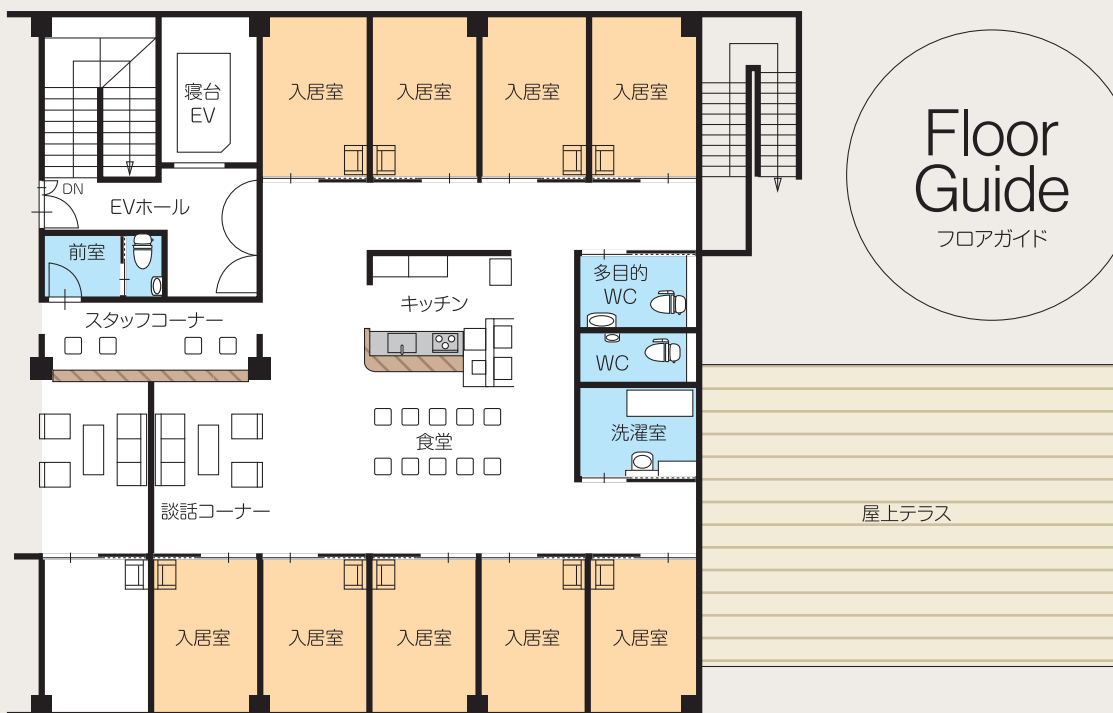 寝台
EV
入居室
入居室
入居室
入居室
DN
EVホール
前室
スタッフコーナー
キッチン
多目的
WC
WC
食堂
洗濯室
談話コーナー
屋上テラス
入居室
入居室
入居室
入居室
入居室
Floor
Guide
フロアガイド